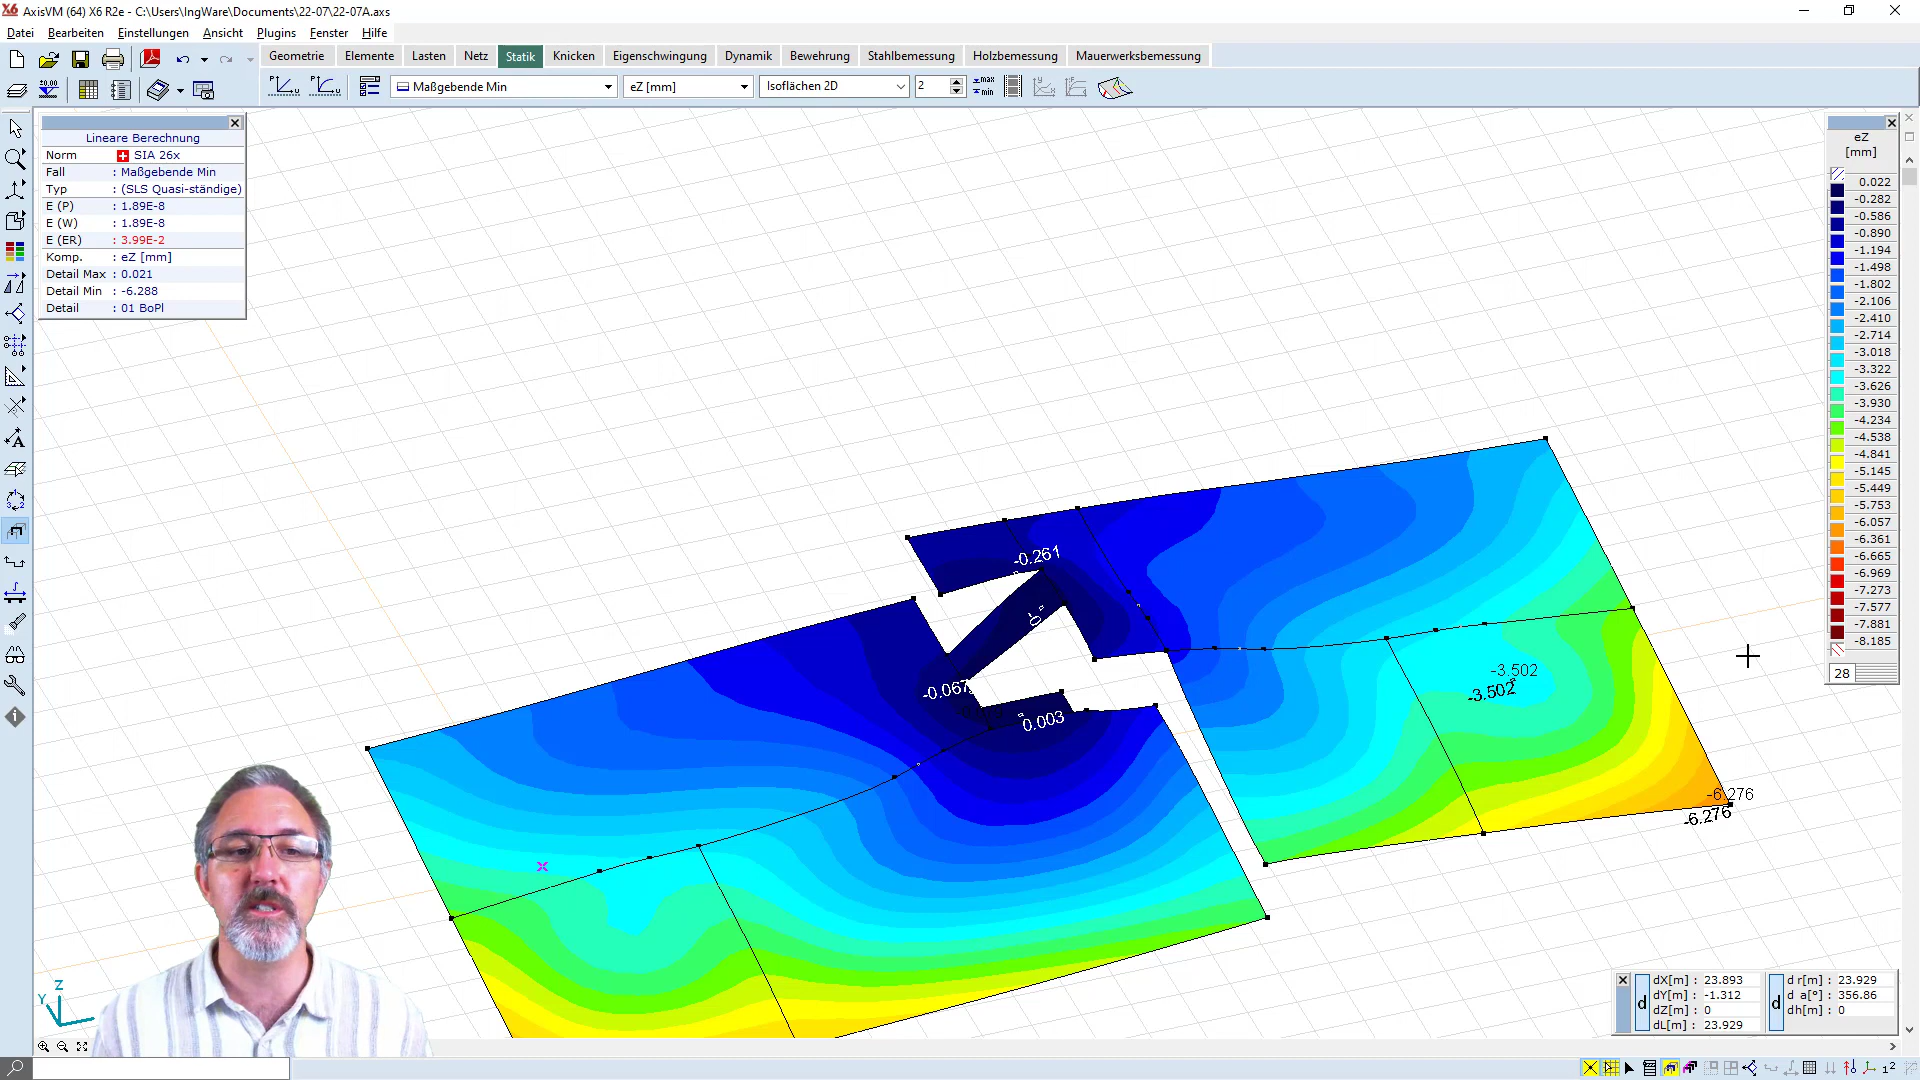 AxisVM (64) X6 R2e - C:\Users\IngWare\Documents\22-07\22-07A.axs
Datei Bearbeiten Einstellungen Ansicht Plugins Fenster Hilfe
Geometrie Elemente Lasten Netz Statik Knicken Eigenschwingung Dynamik Bewehrung Stahlbemessung Holzbemessung Mauerwerksbemessung
Maßgebende Min eZ [mm] Isoflächen 2D 2 max min
Lineare Berechnung
Norm SIA 26x
Fall : Maßgebende Min
Typ : (SLS Quasi-ständige)
E (P) : 1.89E-8
E (W) : 1.89E-8
E (ER) : 3.99E-2
Komp. : eZ [mm]
Detail Max : 0.021
Detail Min : -6.288
Detail : 01 BoPl
eZ
[mm]
0.022
-0.282
-0.586
-0.890
-1.194
-1.498
-1.802
-2.106
-2.410
-2.714
-3.018
-3.322
-3.626
-3.930
-4.234
-4.538
-4.841
-5.145
-5.449
-5.753
-6.057
-6.361
-6.665
-6.969
-7.273
-7.577
-7.881
-8.185
28
-0.261
-0.067
0.003
-3.502
-3.502
-6.276
-6.276
Z
Y
d dX[m] : 23.893
dY[m] : -1.312
dZ[m] : 0
dL[m] : 23.929
d d r[m] : 23.929
d a[°] : 356.86
dh[m] : 0